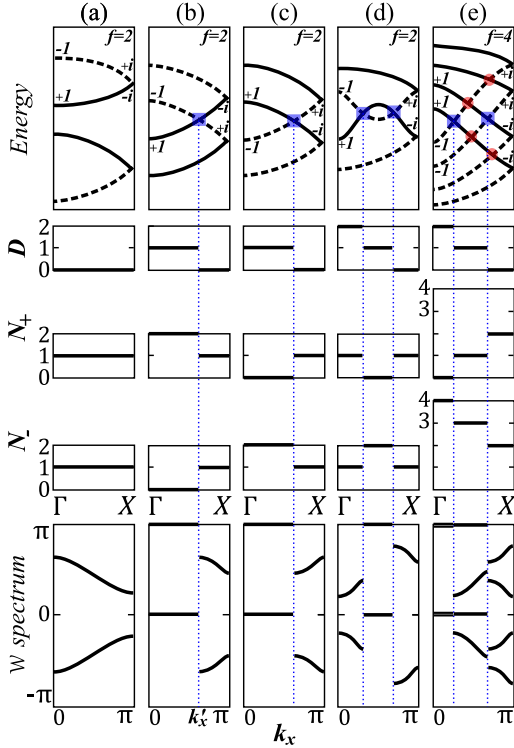 (a) (b) (c) (d) (e)
f=2 f=2 f=2 f=2 f=4
Energy
-1 +i +1 -i
-1 -i +i +1
+1 -i -1 +i
-1 +i +1 -i
+i +1 +i -i -1 -i -1
D
2
1
0
N+
4
3
2
1
0
N-
4
3
2
1
0
Γ X Γ X Γ X Γ X Γ X
W spectrum
π
0
-π
0 π 0 k'x π 0 π 0 π 0 π
kx